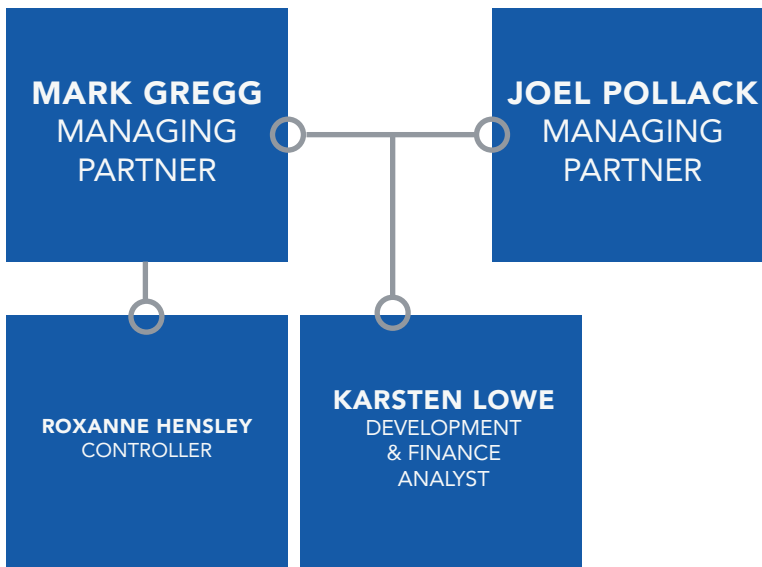 MARK GREGG
MANAGING
PARTNER
JOEL POLLACK
MANAGING
PARTNER
ROXANNE HENSLEY
CONTROLLER
KARSTEN LOWE
DEVELOPMENT
& FINANCE
ANALYST